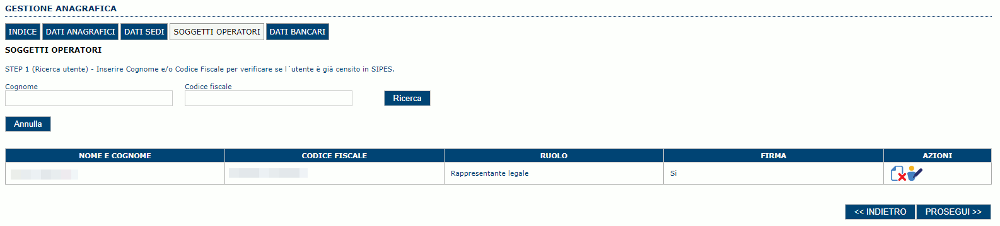 GESTIONE ANAGRAFICA
INDICE DATI ANAGRAFICI DATI SEDI SOGGETTI OPERATORI DATI BANCARI
SOGGETTI OPERATORI
STEP 1 (Ricerca utente) - Inserire Cognome e/o Codice Fiscale per verificare se l´utente è già censito in SIPES.
Cognome Codice fiscale
Ricerca
Annulla
NOME E COGNOME CODICE FISCALE RUOLO FIRMA AZIONI
Rappresentante legale Si
<< INDIETRO PROSEGUI >>